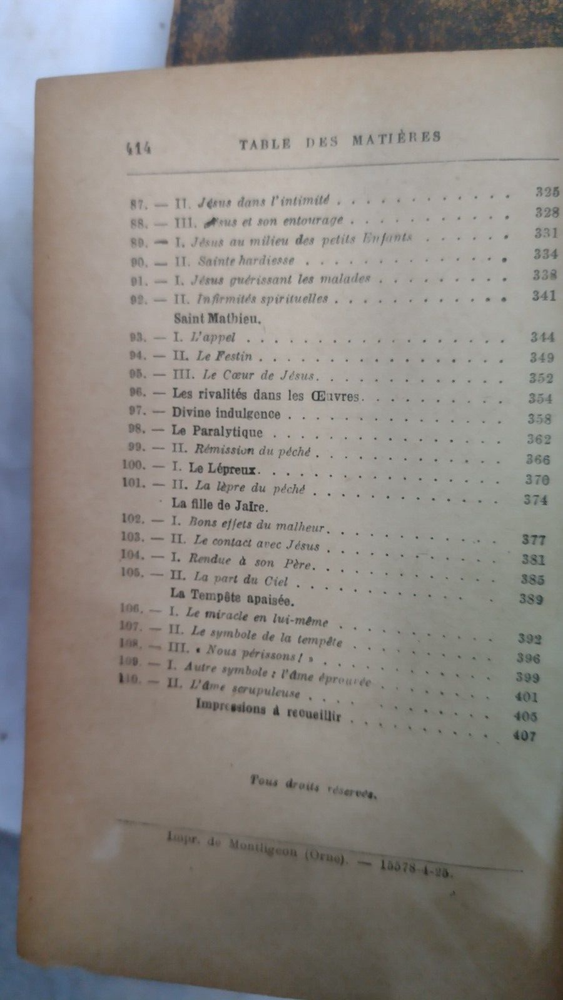 414 TABLE DES MATIÈRES
87. — II. Jésus dans l'intimité . . . . . . . . . . . . 325
88. — III. Jésus et son entourage . . . . . . . . . . . 328
89. — I. Jésus au milieu des petits Enfants . . . . . . 331
90. — II. Sainte hardiesse . . . . . . . . . . . . . . 334
91. — I. Jésus guérissant les malades . . . . . . . . . 338
92. — II. Infirmités spirituelles . . . . . . . . . . . 341
Saint Mathieu.
93. — I. L'appel . . . . . . . . . . . . . . . . . 344
94. — II. Le Festin . . . . . . . . . . . . . . . . 349
95. — III. Le Cœur de Jésus. . . . . . . . . . . . . 352
96. — Les rivalités dans les Œuvres. . . . . . . . . . 354
97. — Divine indulgence . . . . . . . . . . . . . . 358
98. — Le Paralytique . . . . . . . . . . . . . . . 362
99. — II. Rémission du péché . . . . . . . . . . . . 366
100. — I. Le Lépreux. . . . . . . . . . . . . . . . 370
101. — II. La lèpre du péché . . . . . . . . . . . . 374
La fille de Jaïre.
102. — I. Bons effets du malheur. . . . . . . . . . . 377
103. — II. Le contact avec Jésus . . . . . . . . . . . 381
104. — I. Rendue à son Père. . . . . . . . . . . . . 385
105. — II. La part du Ciel . . . . . . . . . . . . . 389
La Tempête apaisée.
106. — I. Le miracle en lui-même . . . . . . . . . . . 392
107. — II. Le symbole de la tempête . . . . . . . . . . 396
108. — III. « Nous périssons ! » . . . . . . . . . . . 399
109. — I. Autre symbole : l'âme éprouvée . . . . . . . . 401
110. — II. L'âme scrupuleuse . . . . . . . . . . . . 405
Impressions à recueillir . . . . . . . . . . 407
Tous droits réservés.
Impr. de Montligeon (Orne). — 15578-4-25.